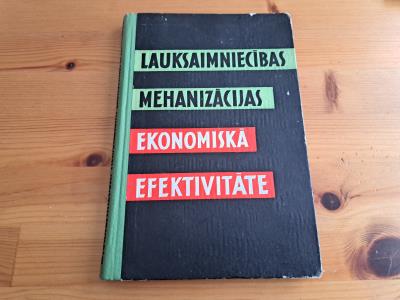 LAUKSAIMNIECĪBAS
MEHANIZĀCIJAS
EKONOMISKĀ
EFEKTIVITĀTE